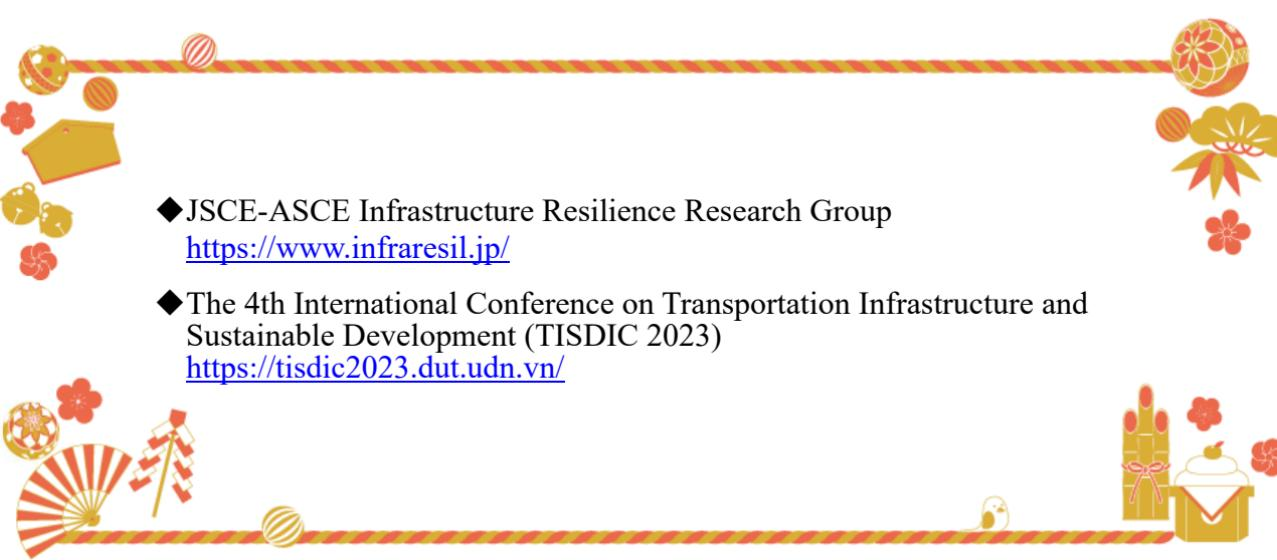 ◆JSCE-ASCE Infrastructure Resilience Research Group
https://www.infraresil.jp/
◆The 4th International Conference on Transportation Infrastructure and
Sustainable Development (TISDIC 2023)
https://tisdic2023.dut.udn.vn/